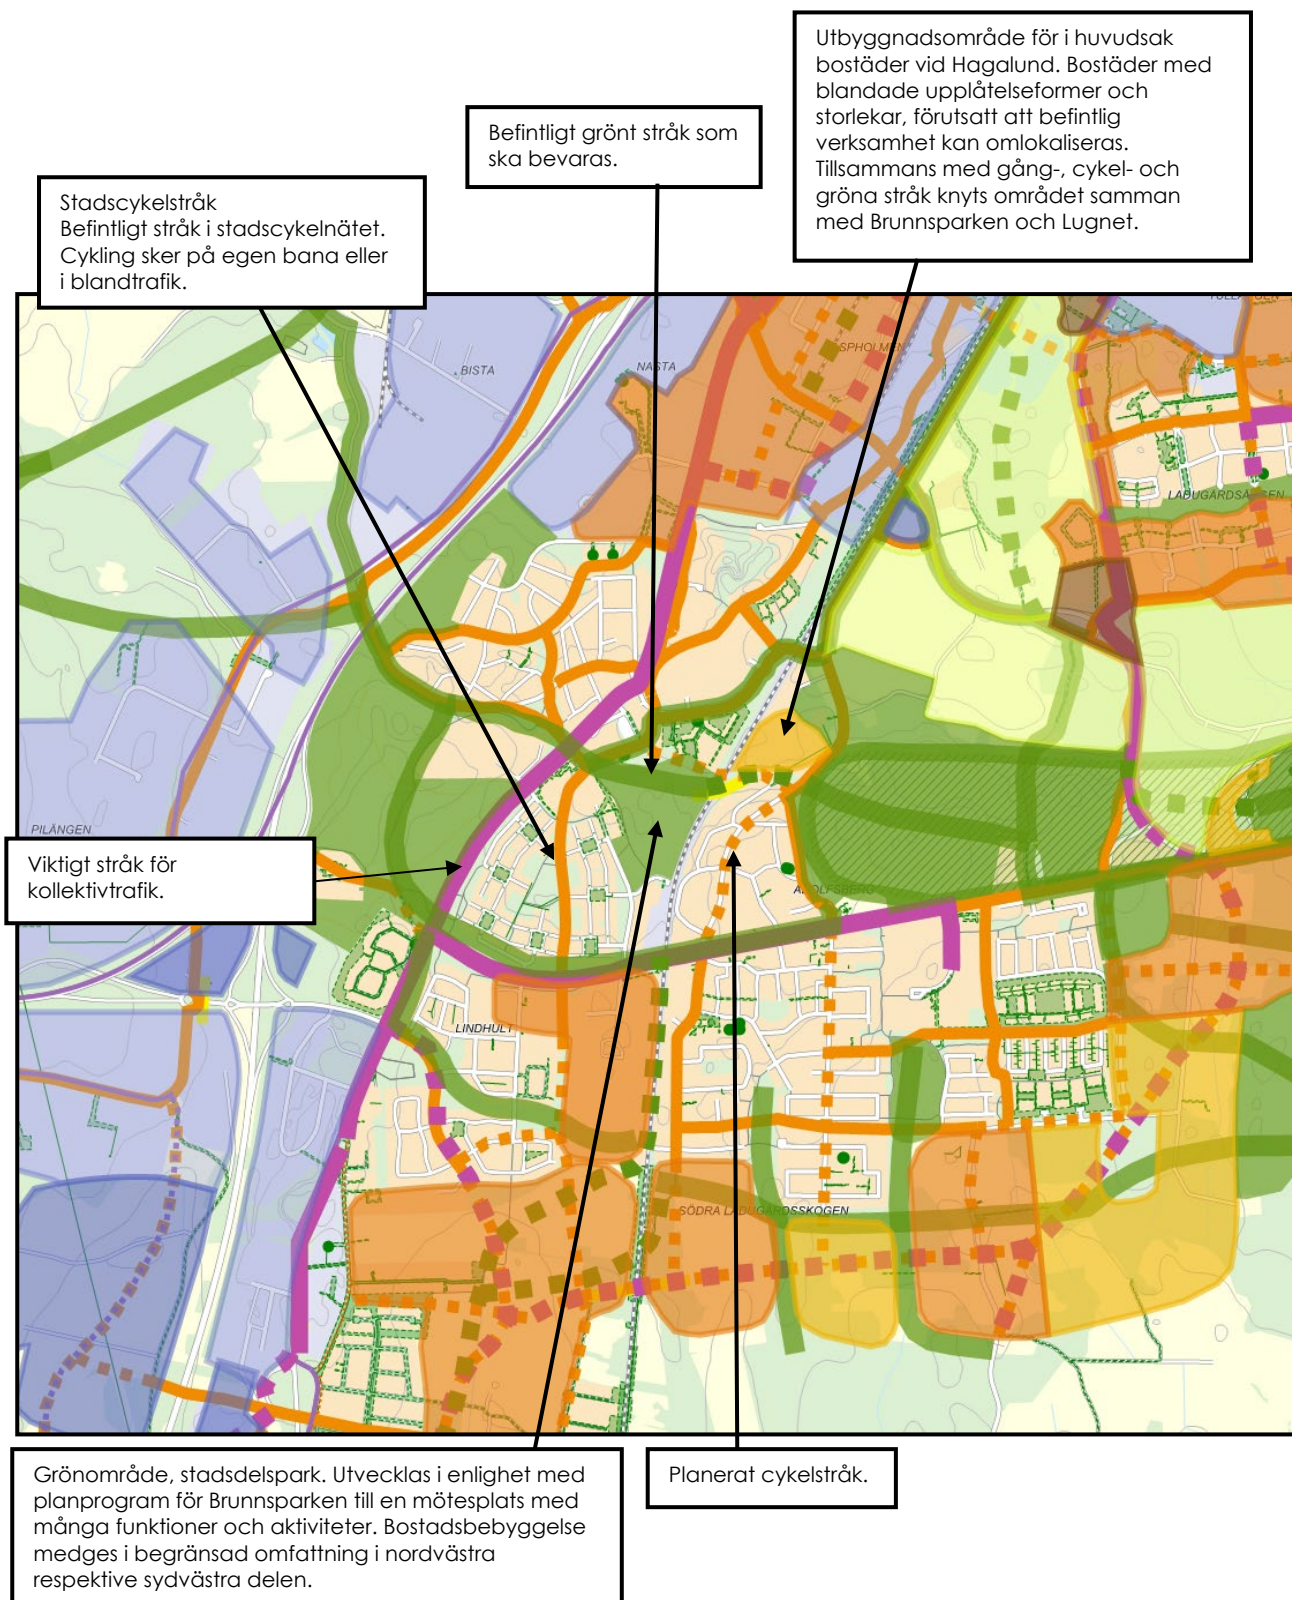 Utbyggnadsområde för i huvudsak
bostäder vid Hagalund. Bostäder med
blandade upplåtelseformer och
storlekar, förutsatt att befintlig
verksamhet kan omlokaliseras.
Tillsammans med gång-, cykel- och
gröna stråk knyts området samman
med Brunnsparken och Lugnet.
Befintligt grönt stråk som
ska bevaras.
Stadscykelstråk
Befintligt stråk i stadscykelnätet.
Cykling sker på egen bana eller
i blandtrafik.
BISTA
NASTA
SPHOLMEN
LADUGÅRDSÄNGEN
PILÄNGEN
Viktigt stråk för
kollektivtrafik.
ADOLFSBERG
LINDHULT
SÖDRA LADUGÅRDSSKOGEN
Grönområde, stadsdelspark. Utvecklas i enlighet med
planprogram för Brunnsparken till en mötesplats med
många funktioner och aktiviteter. Bostadsbebyggelse
medges i begränsad omfattning i nordvästra
respektive sydvästra delen.
Planerat cykelstråk.